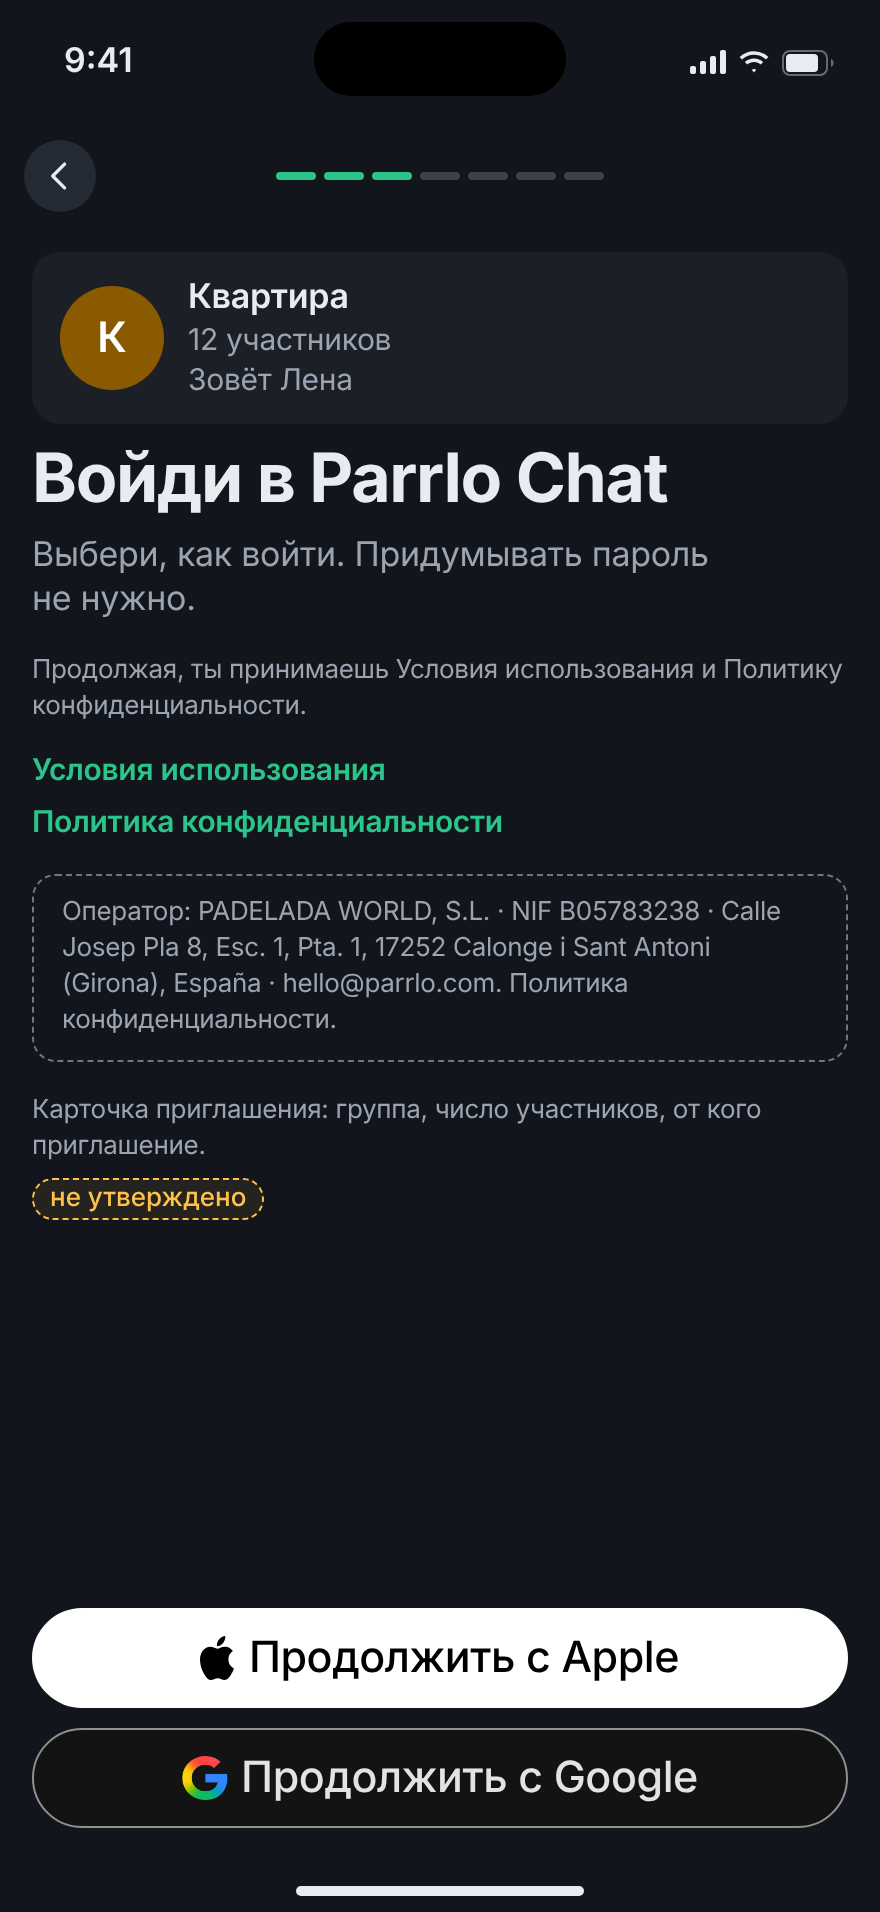 9:41
К
Квартира
12 участников
Зовёт Лена
Войди в Parrlo Chat
Выбери, как войти. Придумывать пароль
не нужно.
Продолжая, ты принимаешь Условия использования и Политику
конфиденциальности.
Условия использования
Политика конфиденциальности
Оператор: PADELADA WORLD, S.L. · NIF B05783238 · Calle
Josep Pla 8, Esc. 1, Pta. 1, 17252 Calonge i Sant Antoni
(Girona), España · hello@parrlo.com. Политика
конфиденциальности.
Карточка приглашения: группа, число участников, от кого
приглашение.
не утверждено
Продолжить с Apple
Продолжить с Google